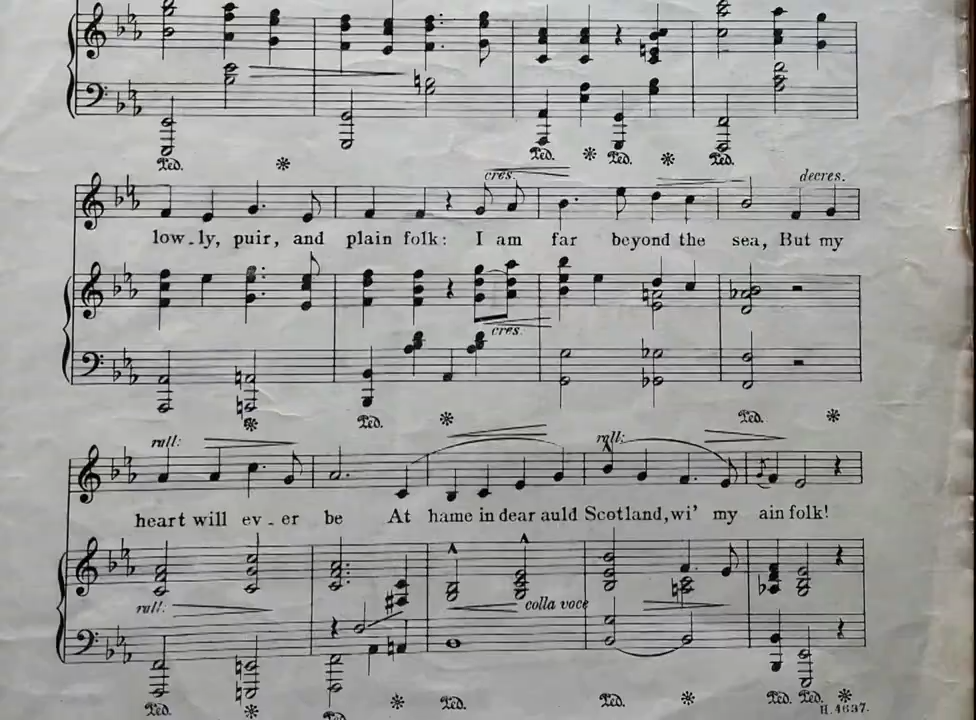 Ped. * Ped. * Ped. * Ped.
cres. decres.
low-ly, puir, and plain folk: I am far beyond the sea, But my
cres.
* Ped. * Ped. *
rall: rall:
heart will ev-er be At hame in dear auld Scotland, wi' my ain folk!
rall: colla voce
Ped. * Ped. * Ped. Ped. * Ped. Ped. *
H. 4637.